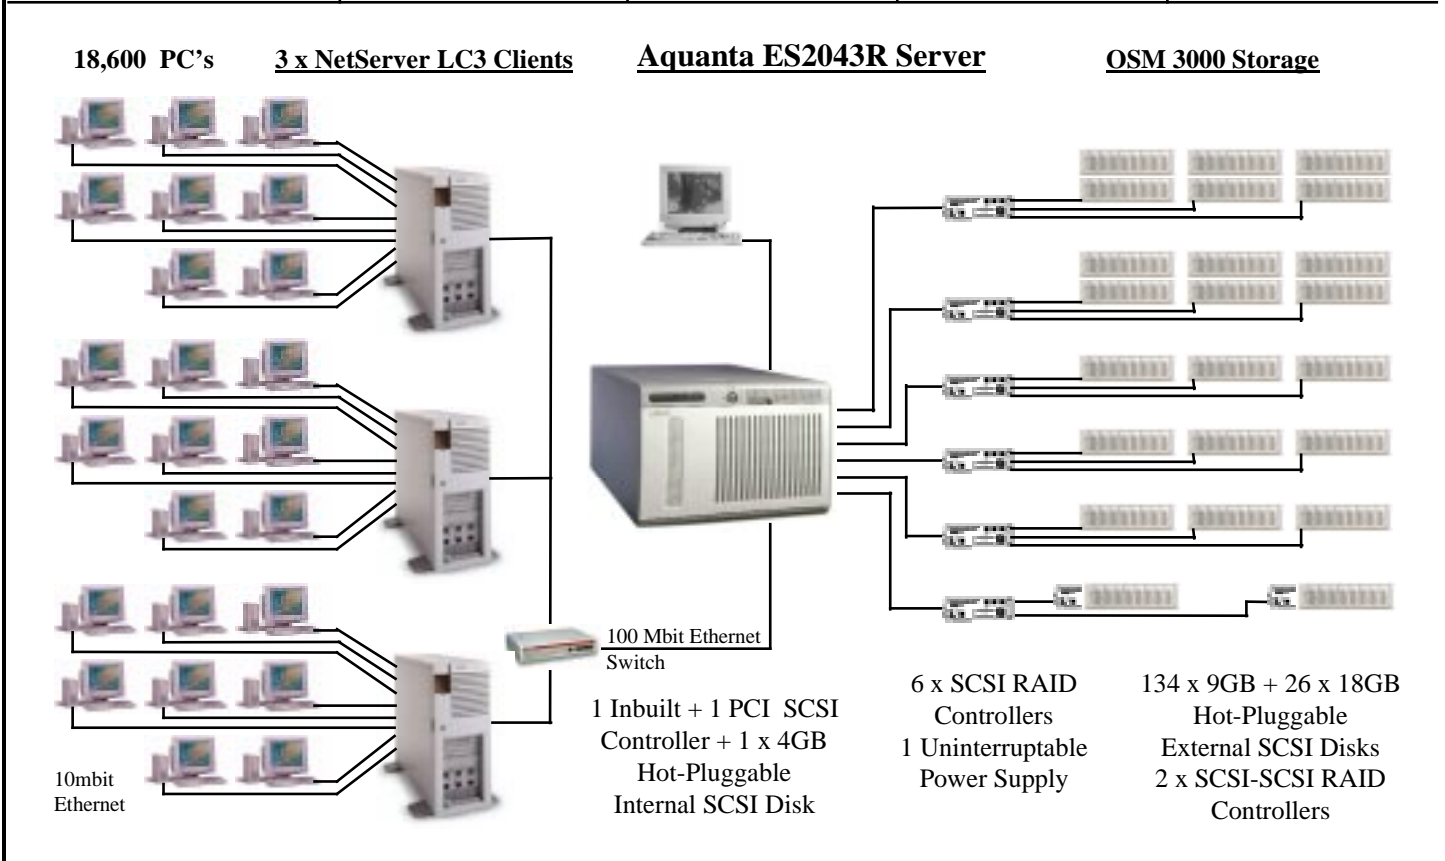 18,600 PC’s
3 x NetServer LC3 Clients
Aquanta ES2043R Server
OSM 3000 Storage
100 Mbit Ethernet
Switch
10mbit
Ethernet
1 Inbuilt + 1 PCI SCSI
Controller + 1 x 4GB
Hot-Pluggable
Internal SCSI Disk
6 x SCSI RAID
Controllers
1 Uninterruptable
Power Supply
134 x 9GB + 26 x 18GB
Hot-Pluggable
External SCSI Disks
2 x SCSI-SCSI RAID
Controllers